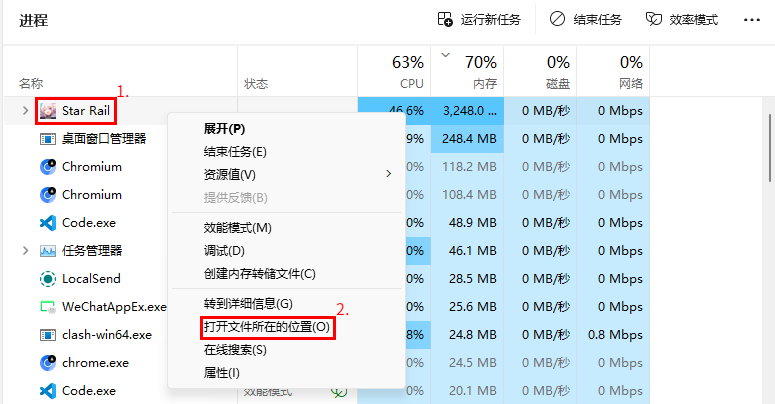 进程 运行新任务 结束任务 效率模式 ...
63% 70% 0% 0%
名称 状态 CPU 内存 磁盘 网络
1.
Star Rail 46.6% 3,248.0 ... 0 MB/秒 0 Mbps
桌面窗口管理器 9% 248.4 MB 0 MB/秒 0 Mbps
Chromium 0% 118.2 MB 0 MB/秒 0 Mbps
Chromium 0% 108.4 MB 0 MB/秒 0 Mbps
Code.exe 0% 48.9 MB 0 MB/秒 0 Mbps
任务管理器 0% 46.1 MB 0 MB/秒 0 Mbps
LocalSend 0% 28.5 MB 0 MB/秒 0 Mbps
WeChatAppEx.exe 0% 25.6 MB 0 MB/秒 0 Mbps
clash-win64.exe 8% 24.8 MB 0 MB/秒 0.8 Mbps
chrome.exe 0% 24.5 MB 0 MB/秒 0 Mbps
Code.exe 效能模式 0% 20.1 MB 0 MB/秒 0 Mbps
展开(P)
结束任务(E)
资源值(V)
提供反馈(B)
效能模式(M)
调试(D)
创建内存转储文件(C)
转到详细信息(G)
2.
打开文件所在的位置(O)
在线搜索(S)
属性(I)